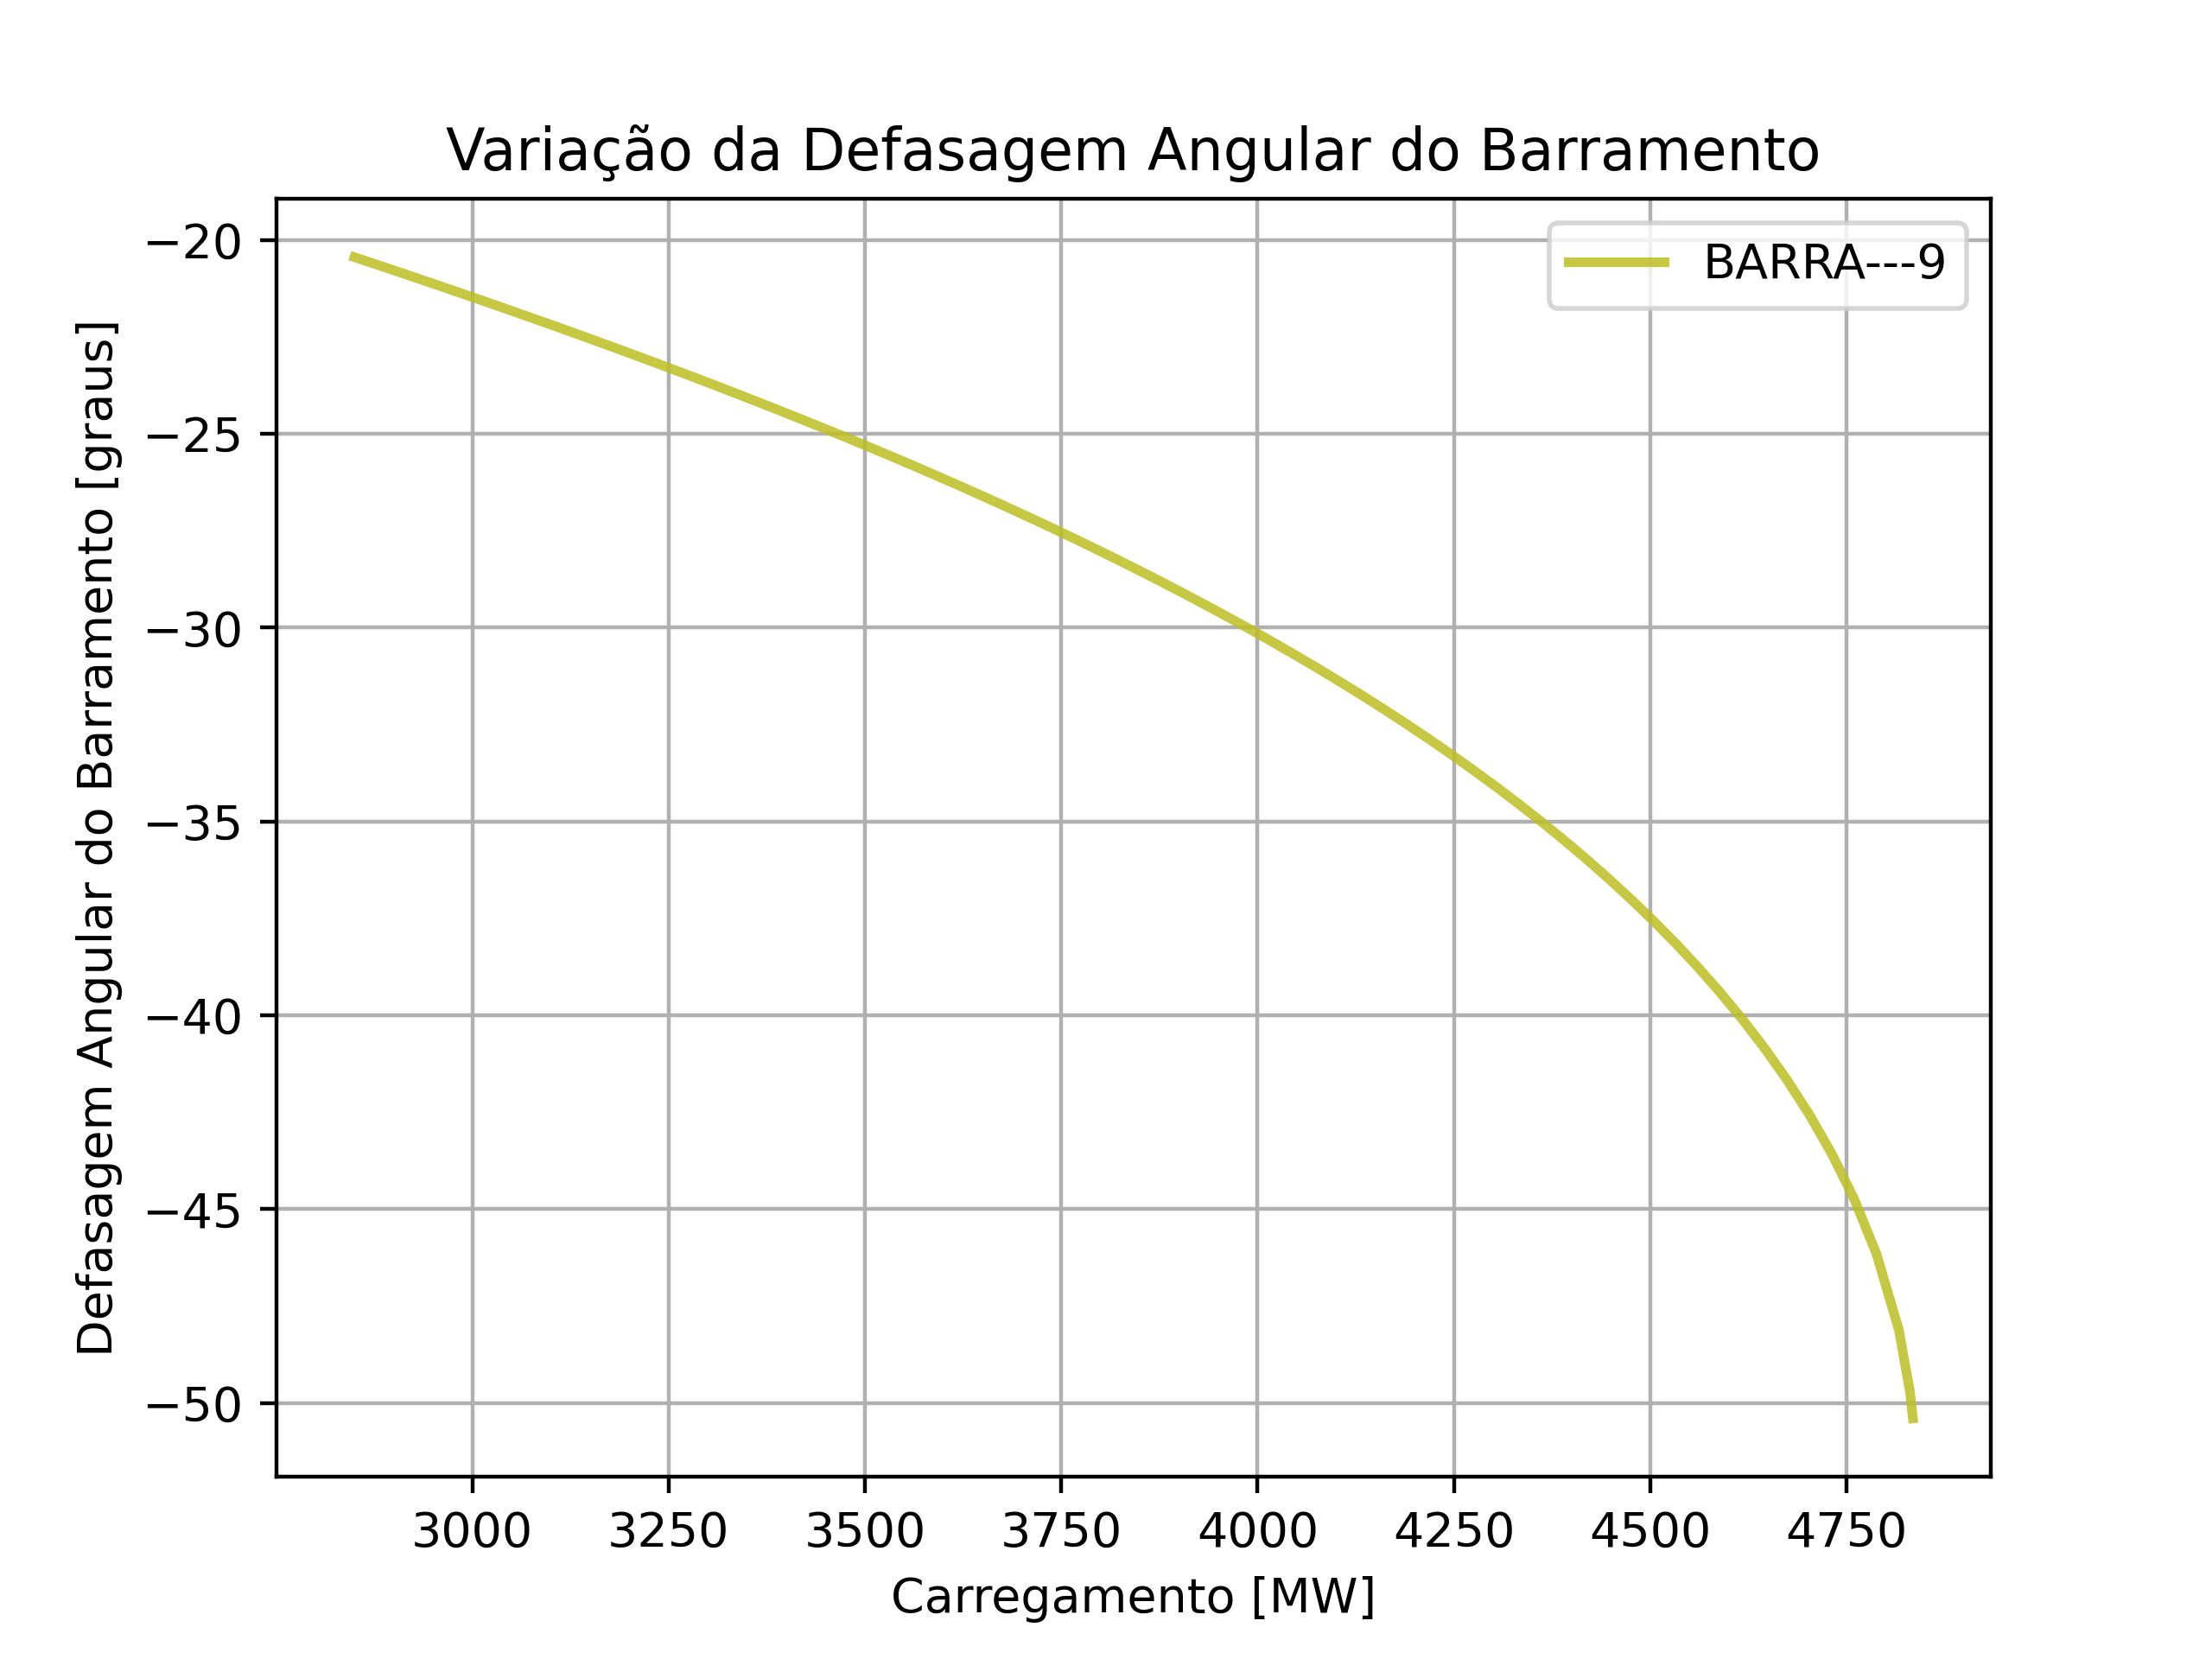 Variação da Defasagem Angular do Barramento
BARRA---9
Defasagem Angular do Barramento [graus]
−20
−25
−30
−35
−40
−45
−50
3000 3250 3500 3750 4000 4250 4500 4750
Carregamento [MW]